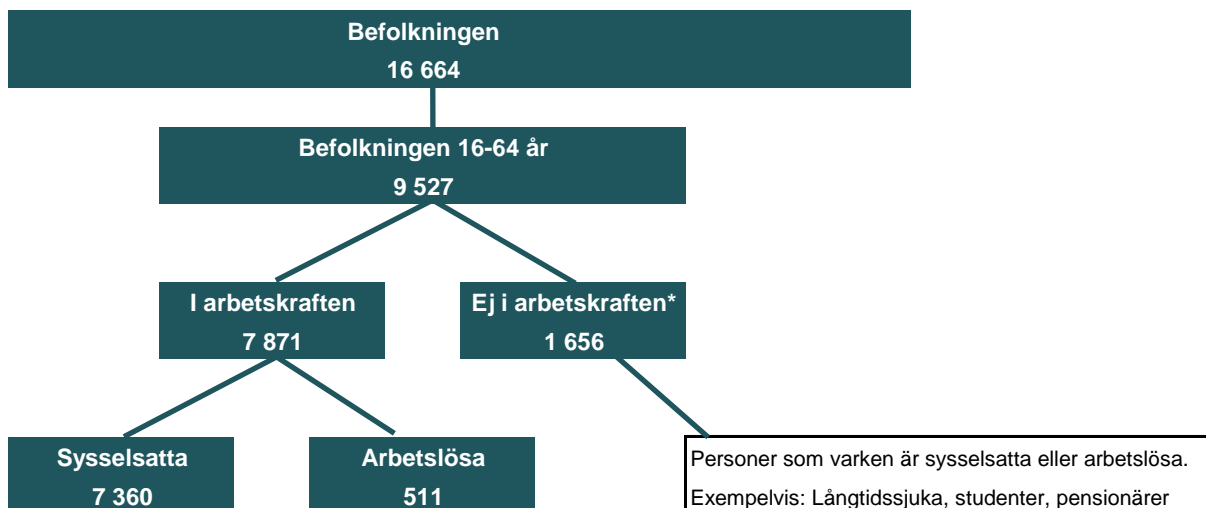 Befolkningen
16 664
Befolkningen 16-64 år
9 527
I arbetskraften
7 871
Ej i arbetskraften*
1 656
Sysselsatta
7 360
Arbetslösa
511
Personer som varken är sysselsatta eller arbetslösa.
Exempelvis: Långtidssjuka, studenter, pensionärer